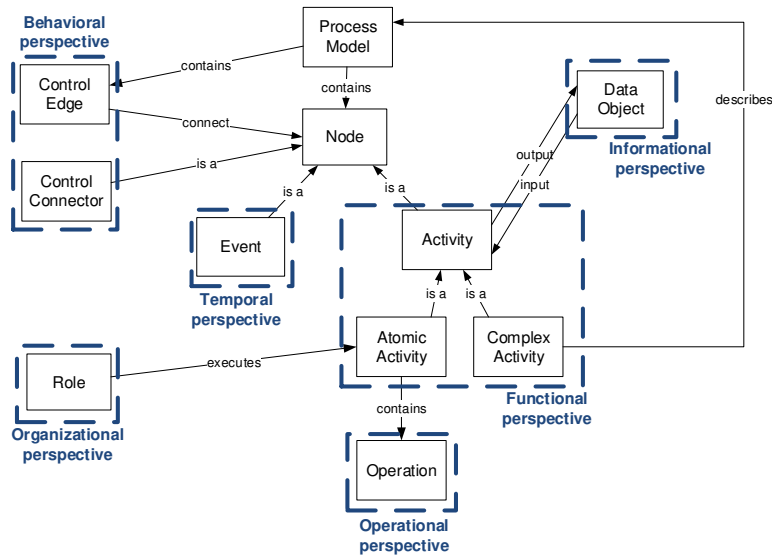 Behavioral
perspective
Process
Model
contains
contains
describes
Control
Edge
Data
Object
connect
Node
Informational
perspective
output
is a
Control
Connector
is a
is a
input
Event
Activity
Temporal
perspective
is a
is a
Atomic
Activity
Complex
Activity
executes
Role
Functional
perspective
contains
Organizational
perspective
Operation
Operational
perspective